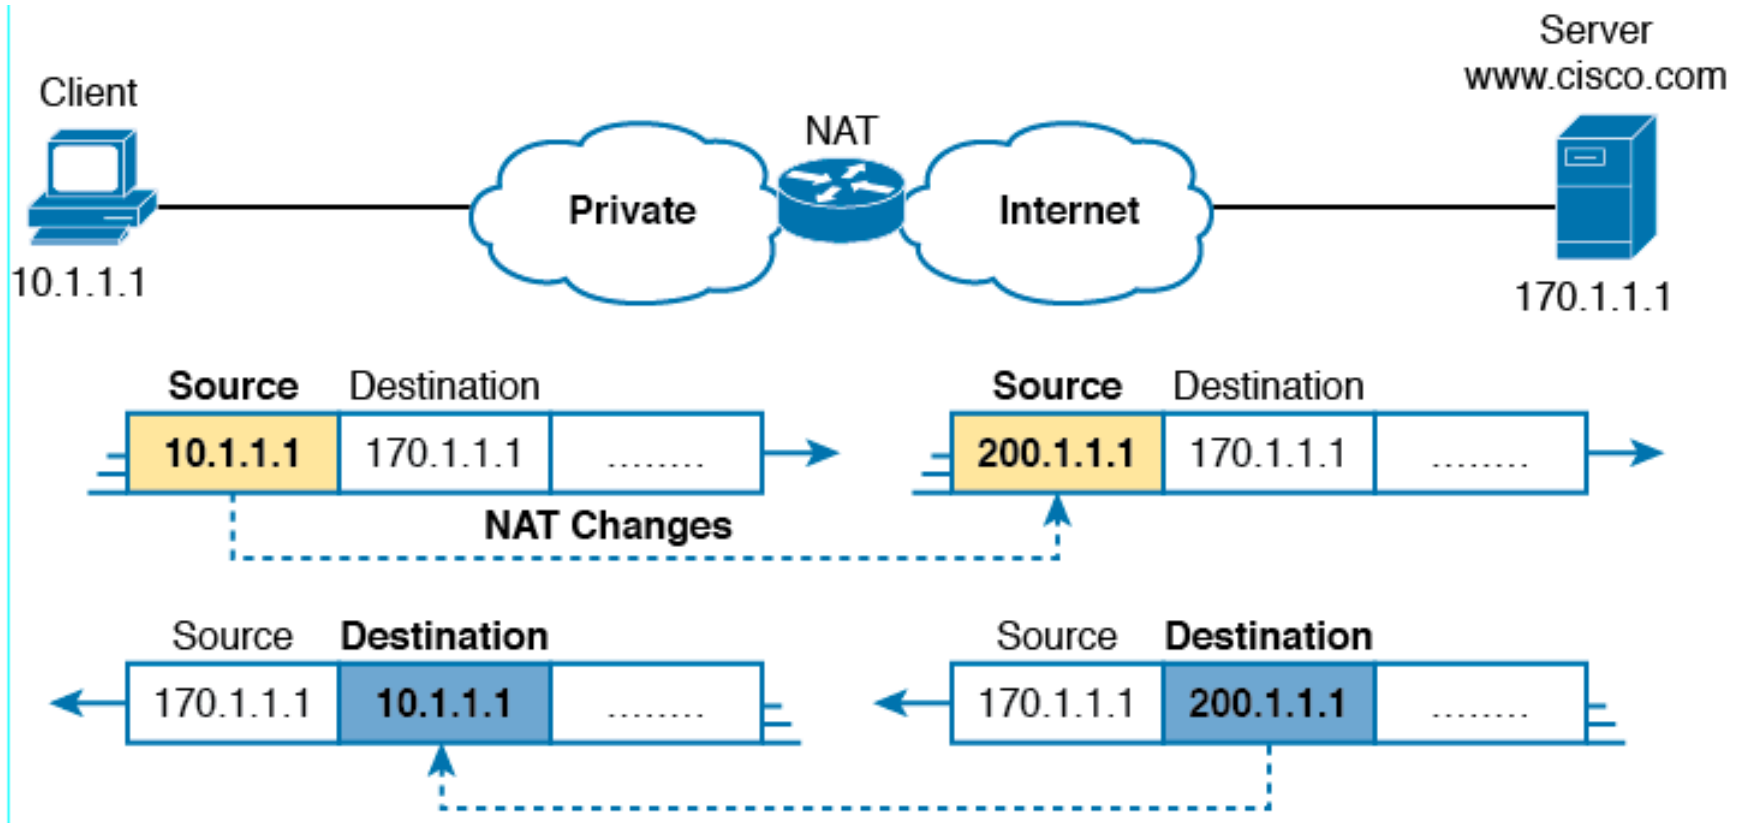 Server
www.cisco.com
Client
NAT
Private
Internet
10.1.1.1
170.1.1.1
Source Destination
Source Destination
10.1.1.1 170.1.1.1 ........
200.1.1.1 170.1.1.1 ........
NAT Changes
Source Destination
Source Destination
170.1.1.1 10.1.1.1 ........
170.1.1.1 200.1.1.1 ........